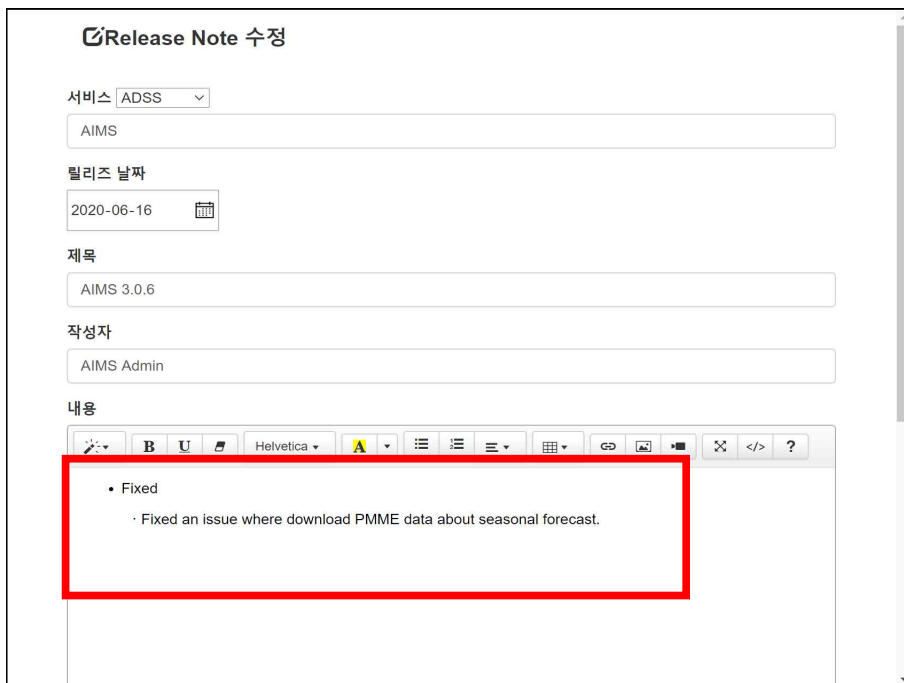 Release Note 수정
서비스 ADSS
AIMS
릴리즈 날짜
2020-06-16
제목
AIMS 3.0.6
작성자
AIMS Admin
내용
B U Helvetica A </> ?
• Fixed
· Fixed an issue where download PMME data about seasonal forecast.